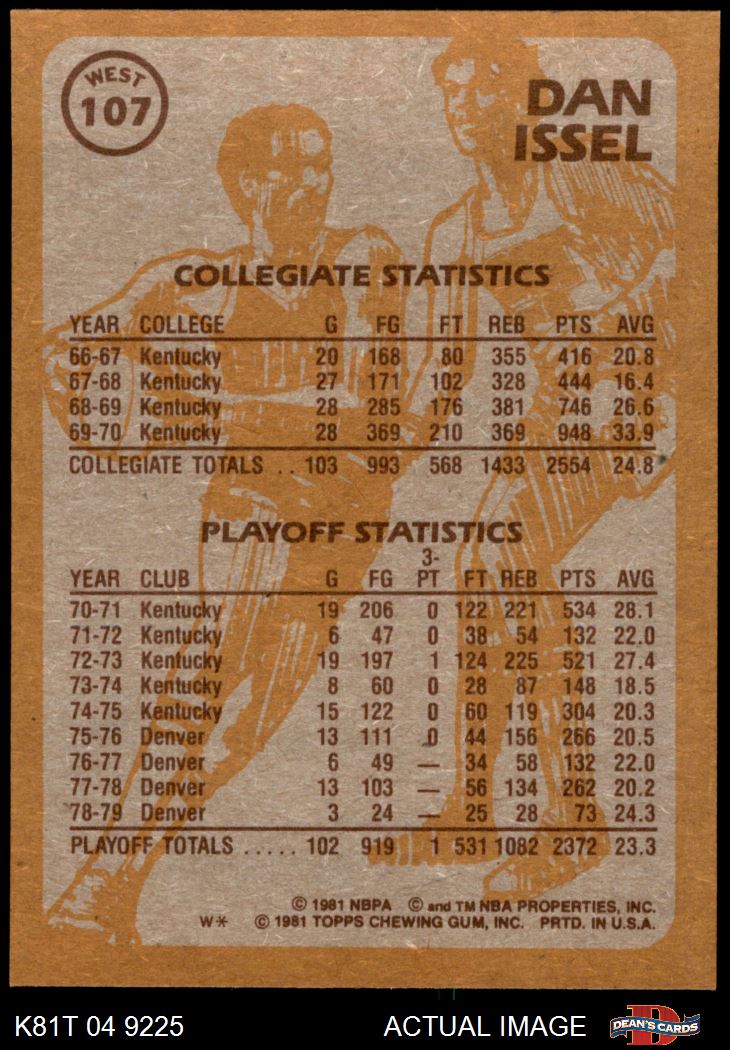 WEST
107
DAN
ISSEL
COLLEGIATE STATISTICS
YEAR COLLEGE G FG FT REB PTS AVG
66-67 Kentucky 20 168 80 355 416 20.8
67-68 Kentucky 27 171 102 328 444 16.4
68-69 Kentucky 28 285 176 381 746 26.6
69-70 Kentucky 28 369 210 369 948 33.9
COLLEGIATE TOTALS .. 103 993 568 1433 2554 24.8
PLAYOFF STATISTICS
3-
YEAR CLUB G FG PT FT REB PTS AVG
70-71 Kentucky 19 206 0 122 221 534 28.1
71-72 Kentucky 6 47 0 38 54 132 22.0
72-73 Kentucky 19 197 1 124 225 521 27.4
73-74 Kentucky 8 60 0 28 87 148 18.5
74-75 Kentucky 15 122 0 60 119 304 20.3
75-76 Denver 13 111 0 44 156 266 20.5
76-77 Denver 6 49 — 34 58 132 22.0
77-78 Denver 13 103 — 56 134 262 20.2
78-79 Denver 3 24 — 25 28 73 24.3
PLAYOFF TOTALS ..... 102 919 1 531 1082 2372 23.3
© 1981 NBPA © and TM NBA PROPERTIES, INC.
W* © 1981 TOPPS CHEWING GUM, INC. PRTD. IN U.S.A.
K81T 04 9225 ACTUAL IMAGE D DEAN'S CARDS